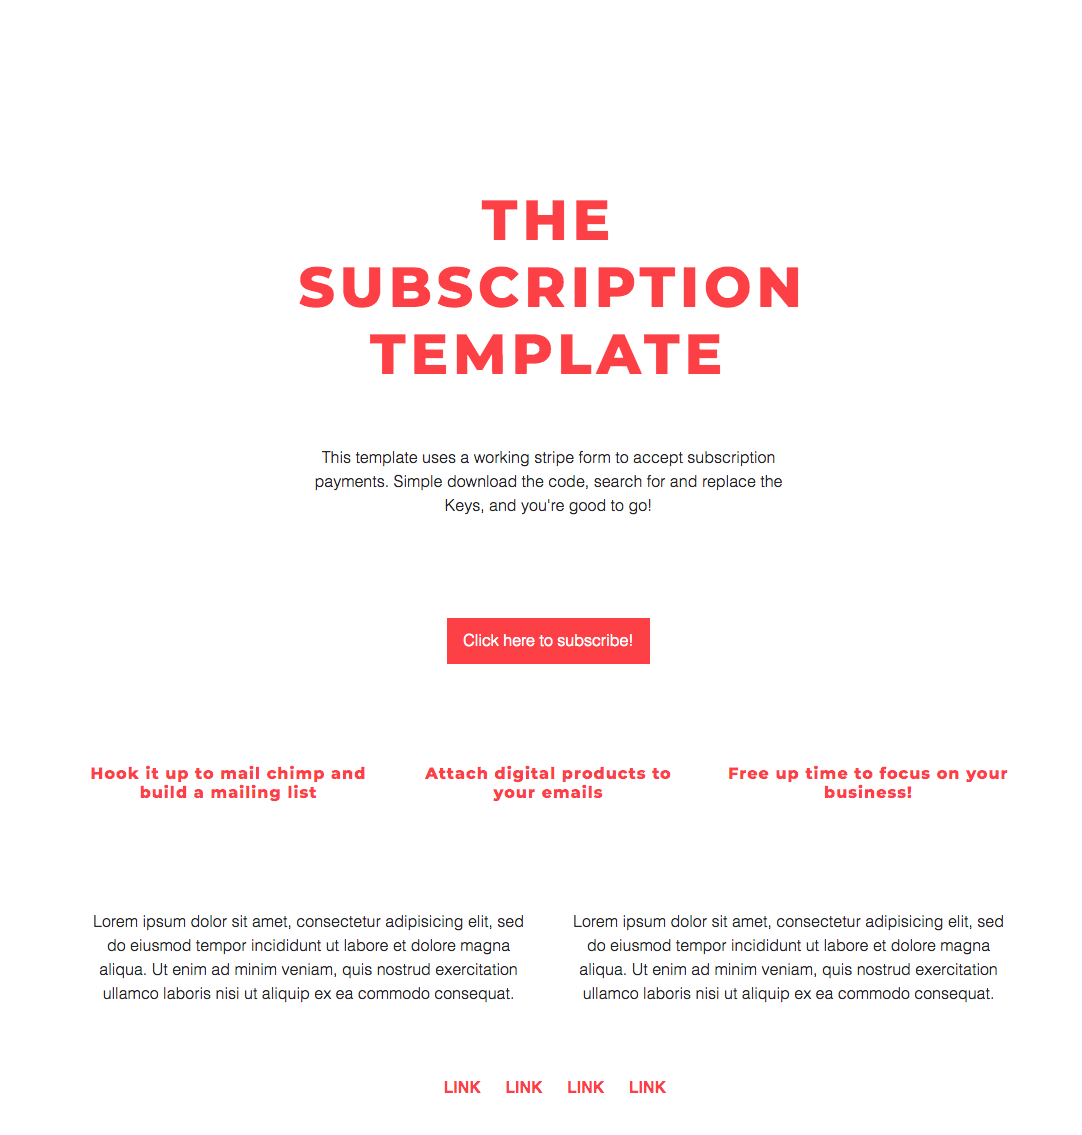 THE
SUBSCRIPTION
TEMPLATE
This template uses a working stripe form to accept subscription
payments. Simple download the code, search for and replace the
Keys, and you're good to go!
Click here to subscribe!
Hook it up to mail chimp and
build a mailing list
Attach digital products to
your emails
Free up time to focus on your
business!
Lorem ipsum dolor sit amet, consectetur adipisicing elit, sed
do eiusmod tempor incididunt ut labore et dolore magna
aliqua. Ut enim ad minim veniam, quis nostrud exercitation
ullamco laboris nisi ut aliquip ex ea commodo consequat.
Lorem ipsum dolor sit amet, consectetur adipisicing elit, sed
do eiusmod tempor incididunt ut labore et dolore magna
aliqua. Ut enim ad minim veniam, quis nostrud exercitation
ullamco laboris nisi ut aliquip ex ea commodo consequat.
LINK LINK LINK LINK